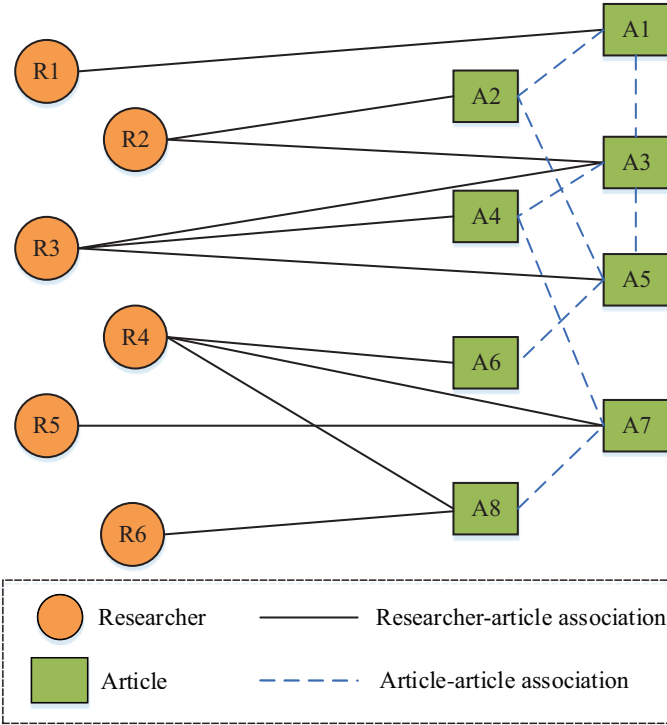 A1
R1
A2
R2
A3
A4
R3
A5
R4
A6
R5
A7
A8
R6
Researcher
Researcher-article association
Article
Article-article association